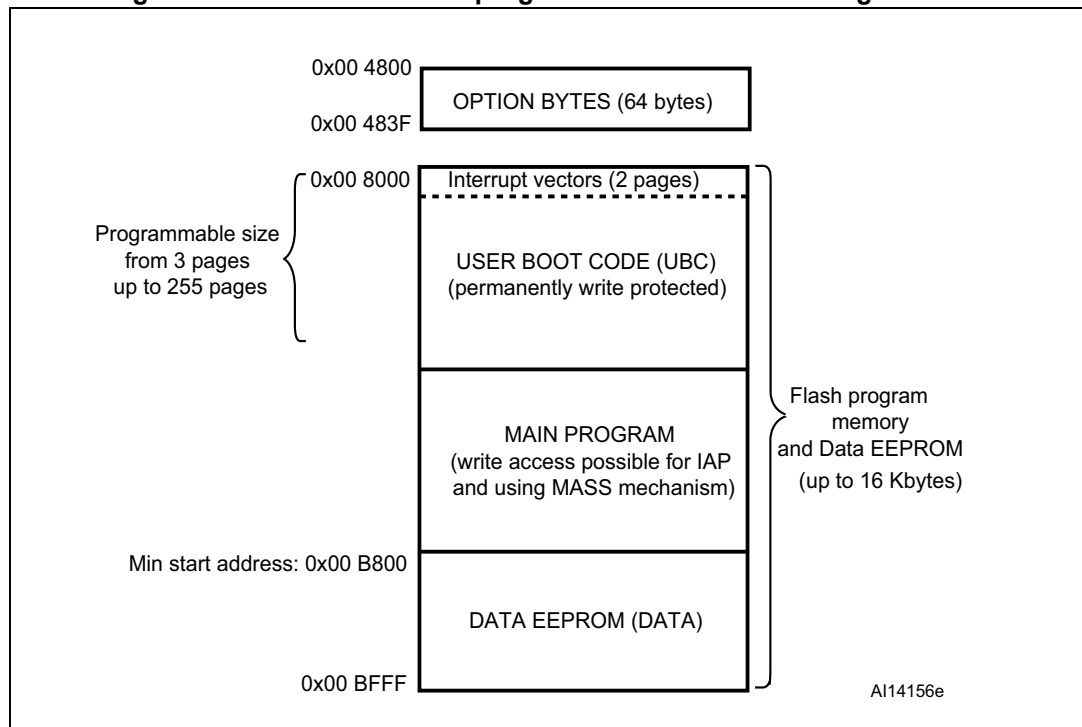 0x00 4800
OPTION BYTES (64 bytes)
0x00 483F
0x00 8000
Interrupt vectors (2 pages)
Programmable size
from 3 pages
up to 255 pages
USER BOOT CODE (UBC)
(permanently write protected)
Flash program
memory
and Data EEPROM
(up to 16 Kbytes)
MAIN PROGRAM
(write access possible for IAP
and using MASS mechanism)
Min start address: 0x00 B800
DATA EEPROM (DATA)
0x00 BFFF
AI14156e